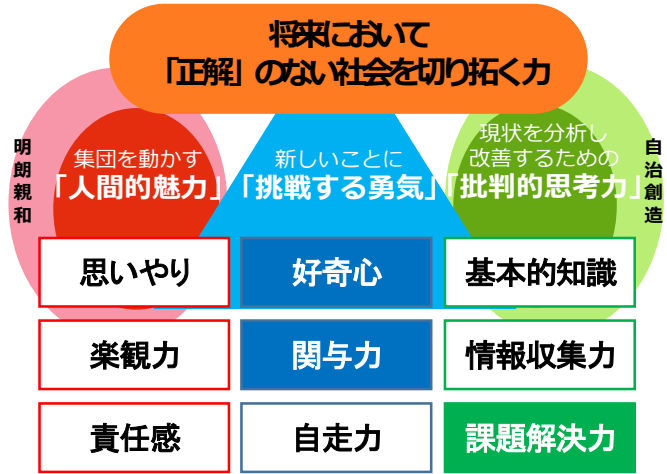 将来において
「正解」のない社会を切り拓く力
明朗親和
集団を動かす
「人間的魅力」
新しいことに
「挑戦する勇気」
現状を分析し
改善するための
「批判的思考力」
自治創造
思いやり
好奇心
基本的知識
楽観力
関与力
情報収集力
責任感
自走力
課題解決力